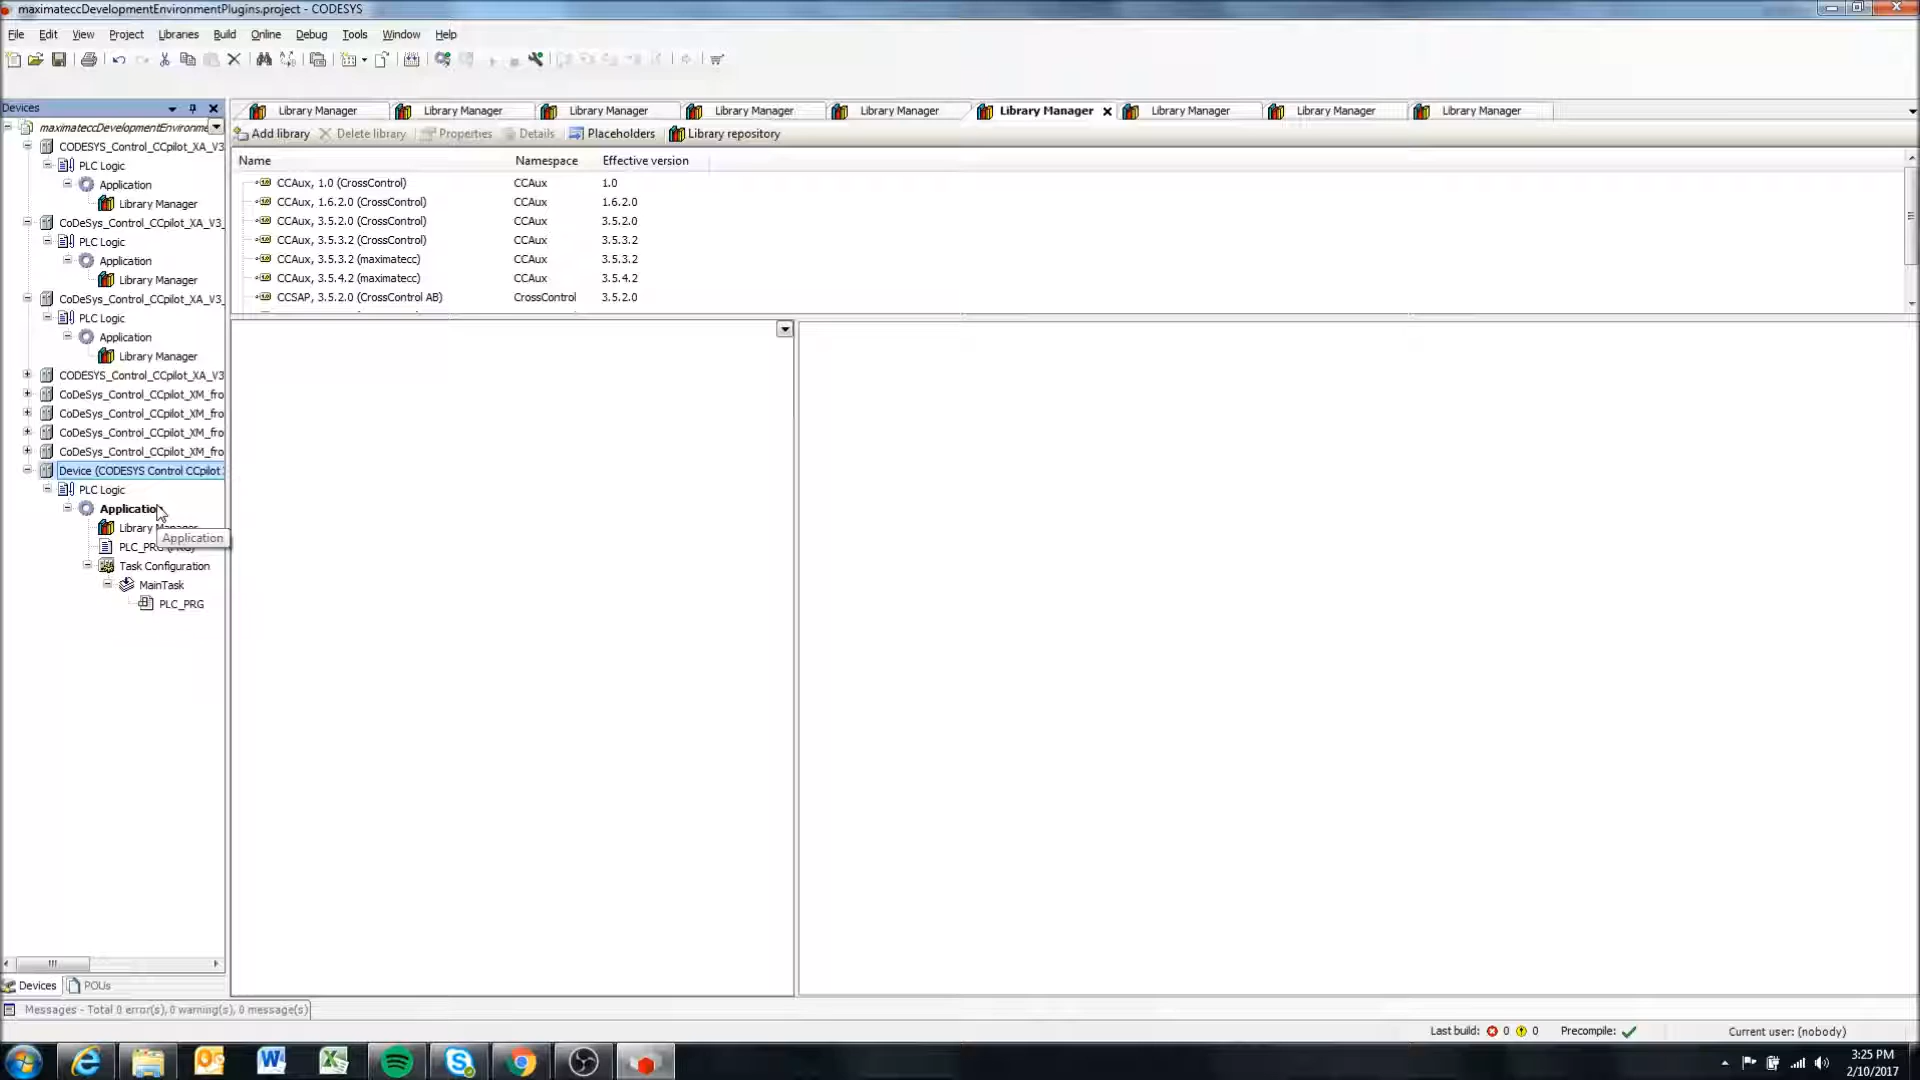 maximateccDevelopmentEnvironmentPlugins.project - CODESYS
File Edit View Project Libraries Build Online Debug Tools Window Help
Devices
Library Manager Library Manager Library Manager Library Manager Library Manager Library Manager Library Manager Library Manager Library Manager
maximateccDevelopmentEnvironme
Add library Delete library Properties Details Placeholders Library repository
CODESYS_Control_CCpilot_XA_V3
PLC Logic
Application
Library Manager
CoDeSys_Control_CCpilot_XA_V3_
PLC Logic
Application
Library Manager
CoDeSys_Control_CCpilot_XA_V3_
PLC Logic
Application
Library Manager
CODESYS_Control_CCpilot_XA_V3
CoDeSys_Control_CCpilot_XM_fro
CoDeSys_Control_CCpilot_XM_fro
CoDeSys_Control_CCpilot_XM_fro
CoDeSys_Control_CCpilot_XM_fro
Device (CODESYS Control CCpilot
PLC Logic
Application
Library Manager
Application
PLC_PRG (PRG)
Task Configuration
MainTask
PLC_PRG
Name Namespace Effective version
CCAux, 1.0 (CrossControl) CCAux 1.0
CCAux, 1.6.2.0 (CrossControl) CCAux 1.6.2.0
CCAux, 3.5.2.0 (CrossControl) CCAux 3.5.2.0
CCAux, 3.5.3.2 (CrossControl) CCAux 3.5.3.2
CCAux, 3.5.3.2 (maximatecc) CCAux 3.5.3.2
CCAux, 3.5.4.2 (maximatecc) CCAux 3.5.4.2
CCSAP, 3.5.2.0 (CrossControl AB) CrossControl 3.5.2.0
Devices POUs
Messages - Total 0 error(s), 0 warning(s), 0 message(s)
Last build: 0 0 Precompile: Current user: (nobody)
3:25 PM
2/10/2017